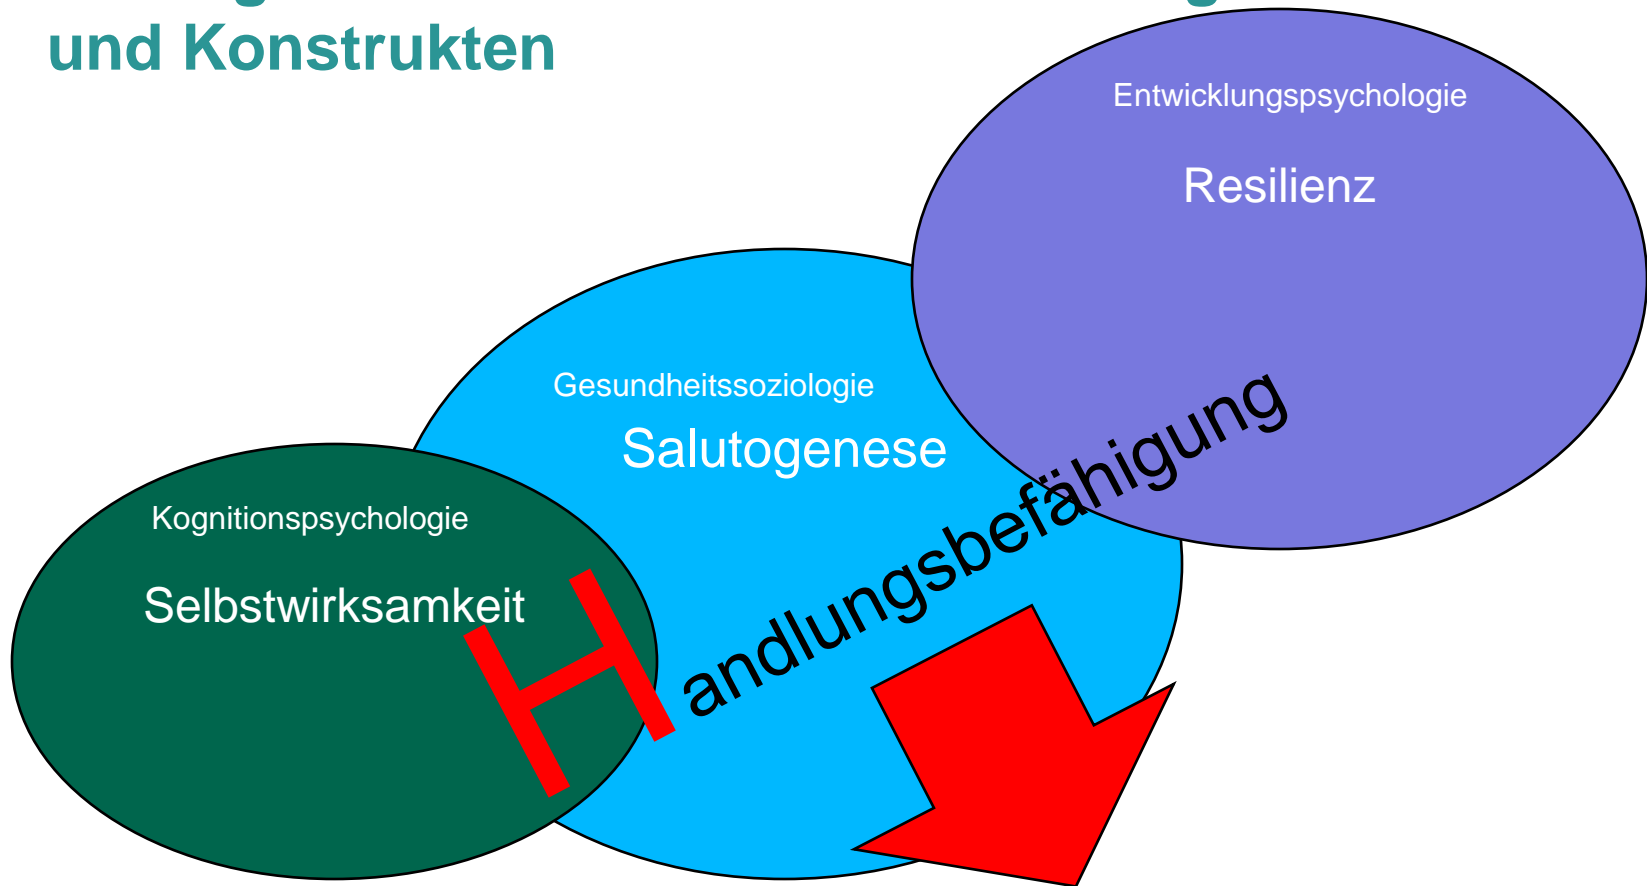 und Konstrukten
Entwicklungspsychologie
Resilienz
Gesundheitssoziologie
Salutogenese
Kognitionspsychologie
Selbstwirksamkeit
Handlungsbefähigung